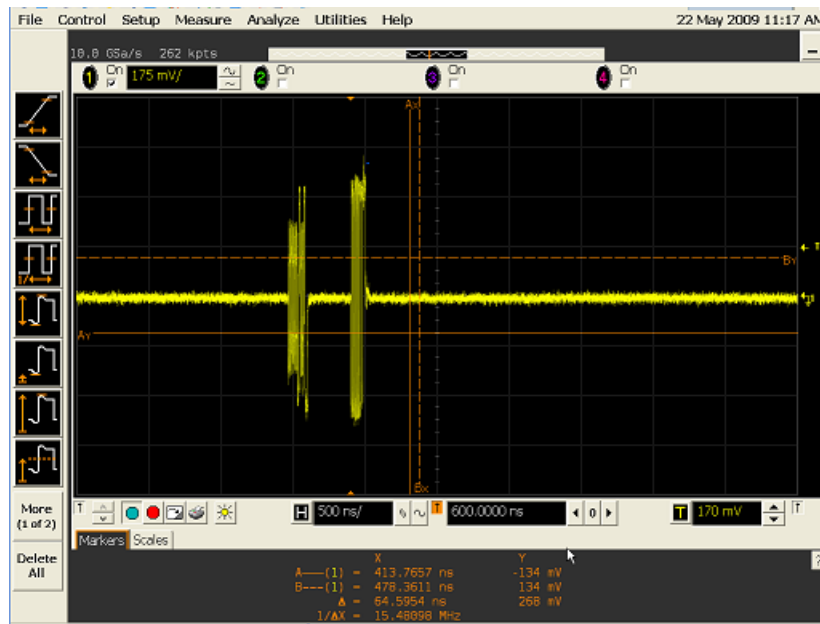 File Control Setup Measure Analyze Utilities Help 22 May 2009 11:17 AM
10.0 GSa/s 262 kpts
1 On 175 mV/ 2 On 3 On 4 On
Ax
T
By
1
Ay
Bx
More
(1 of 2)
Delete
All
T H 500 ns/ T 600.0000 ns 0 T 170 mV T
Markers Scales
X Y
A——(1) = 413.7657 ns -134 mV
B---(1) = 478.3611 ns 134 mV
Δ = 64.5954 ns 268 mV
1/ΔX = 15.48098 MHz
?